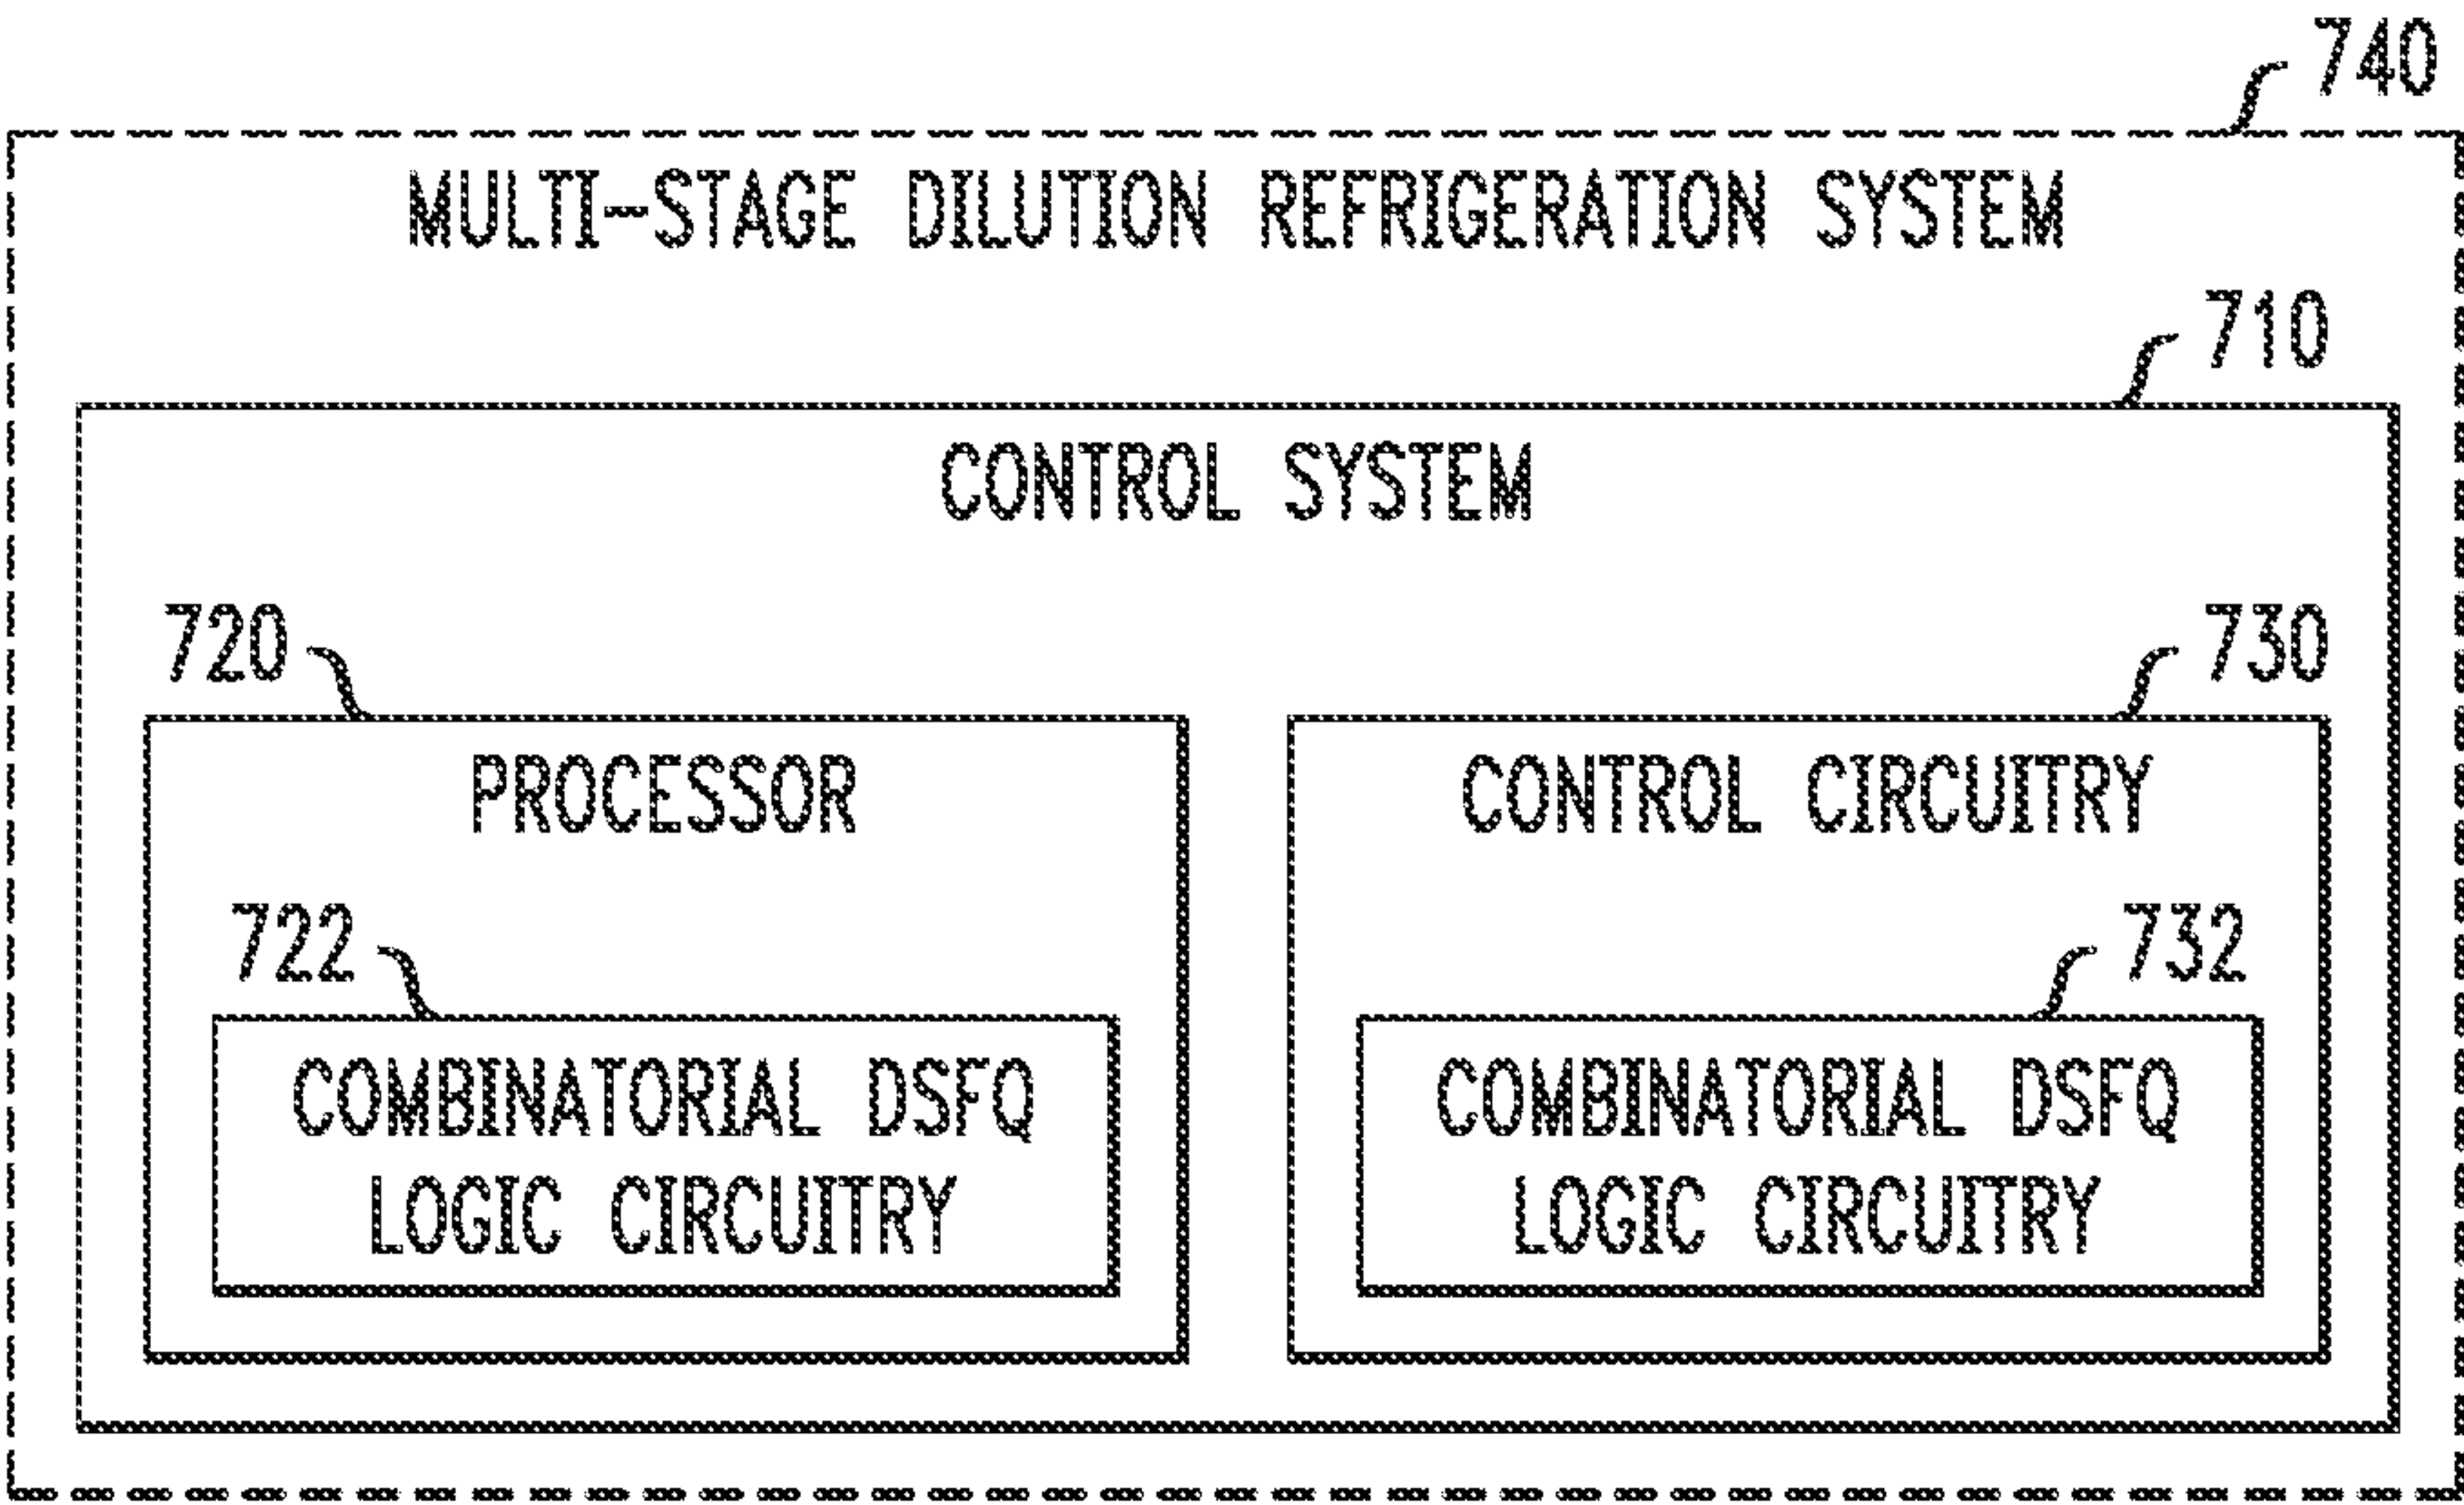 740
MULTI-STAGE DILUTION REFRIGERATION SYSTEM
710
CONTROL SYSTEM
720
730
PROCESSOR
CONTROL CIRCUITRY
722
732
COMBINATORIAL DSFQ
LOGIC CIRCUITRY
COMBINATORIAL DSFQ
LOGIC CIRCUITRY